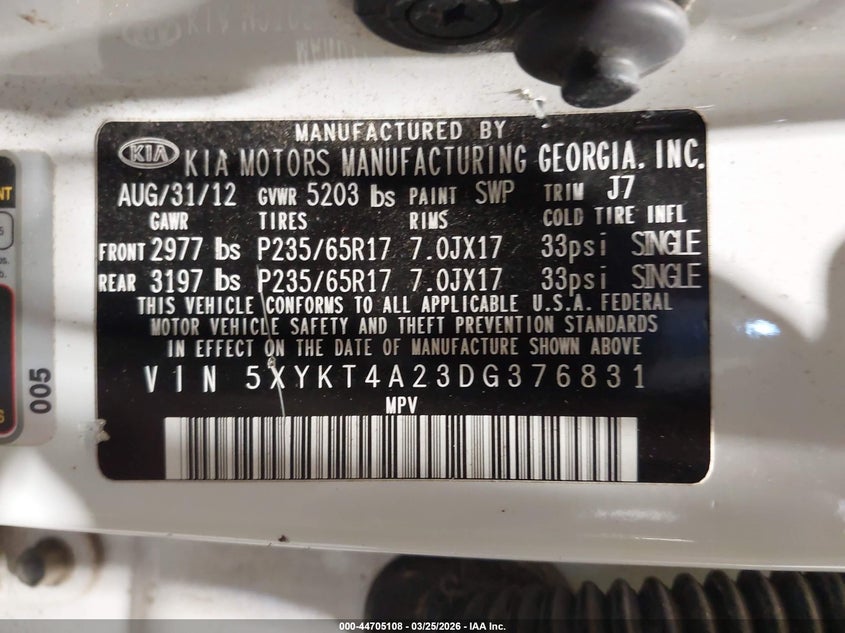 MANUFACTURED BY
KIA KIA MOTORS MANUFACTURING GEORGIA. INC.
AUG/31/12 GVWR 5203 lbs PAINT SWP TRIM J7
GAWR TIRES RIMS COLD TIRE INFL
FRONT 2977 lbs P235/65R17 7.0JX17 33psi SINGLE
REAR 3197 lbs P235/65R17 7.0JX17 33psi SINGLE
THIS VEHICLE CONFORMS TO ALL APPLICABLE U.S.A. FEDERAL
MOTOR VEHICLE SAFETY AND THEFT PREVENTION STANDARDS
IN EFFECT ON THE DATE OF MANUFACTURE SHOWN ABOVE
VIN 5XYKT4A23DG376831
MPV
005
000-44705108 - 03/25/2026 - IAA Inc.